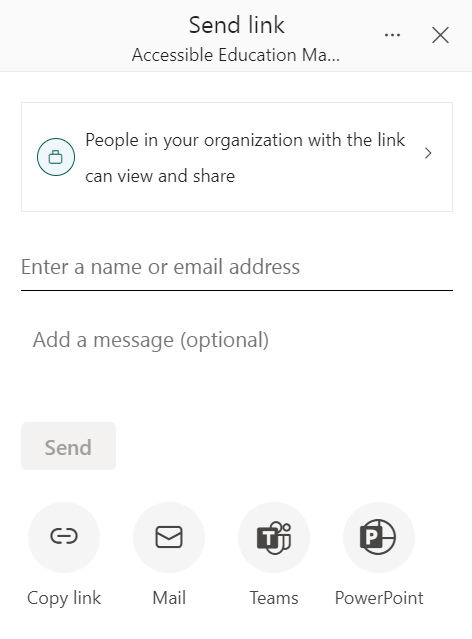 Send link
Accessible Education Ma...
People in your organization with the link
can view and share
Enter a name or email address
Add a message (optional)
Send
Copy link
Mail
Teams
PowerPoint